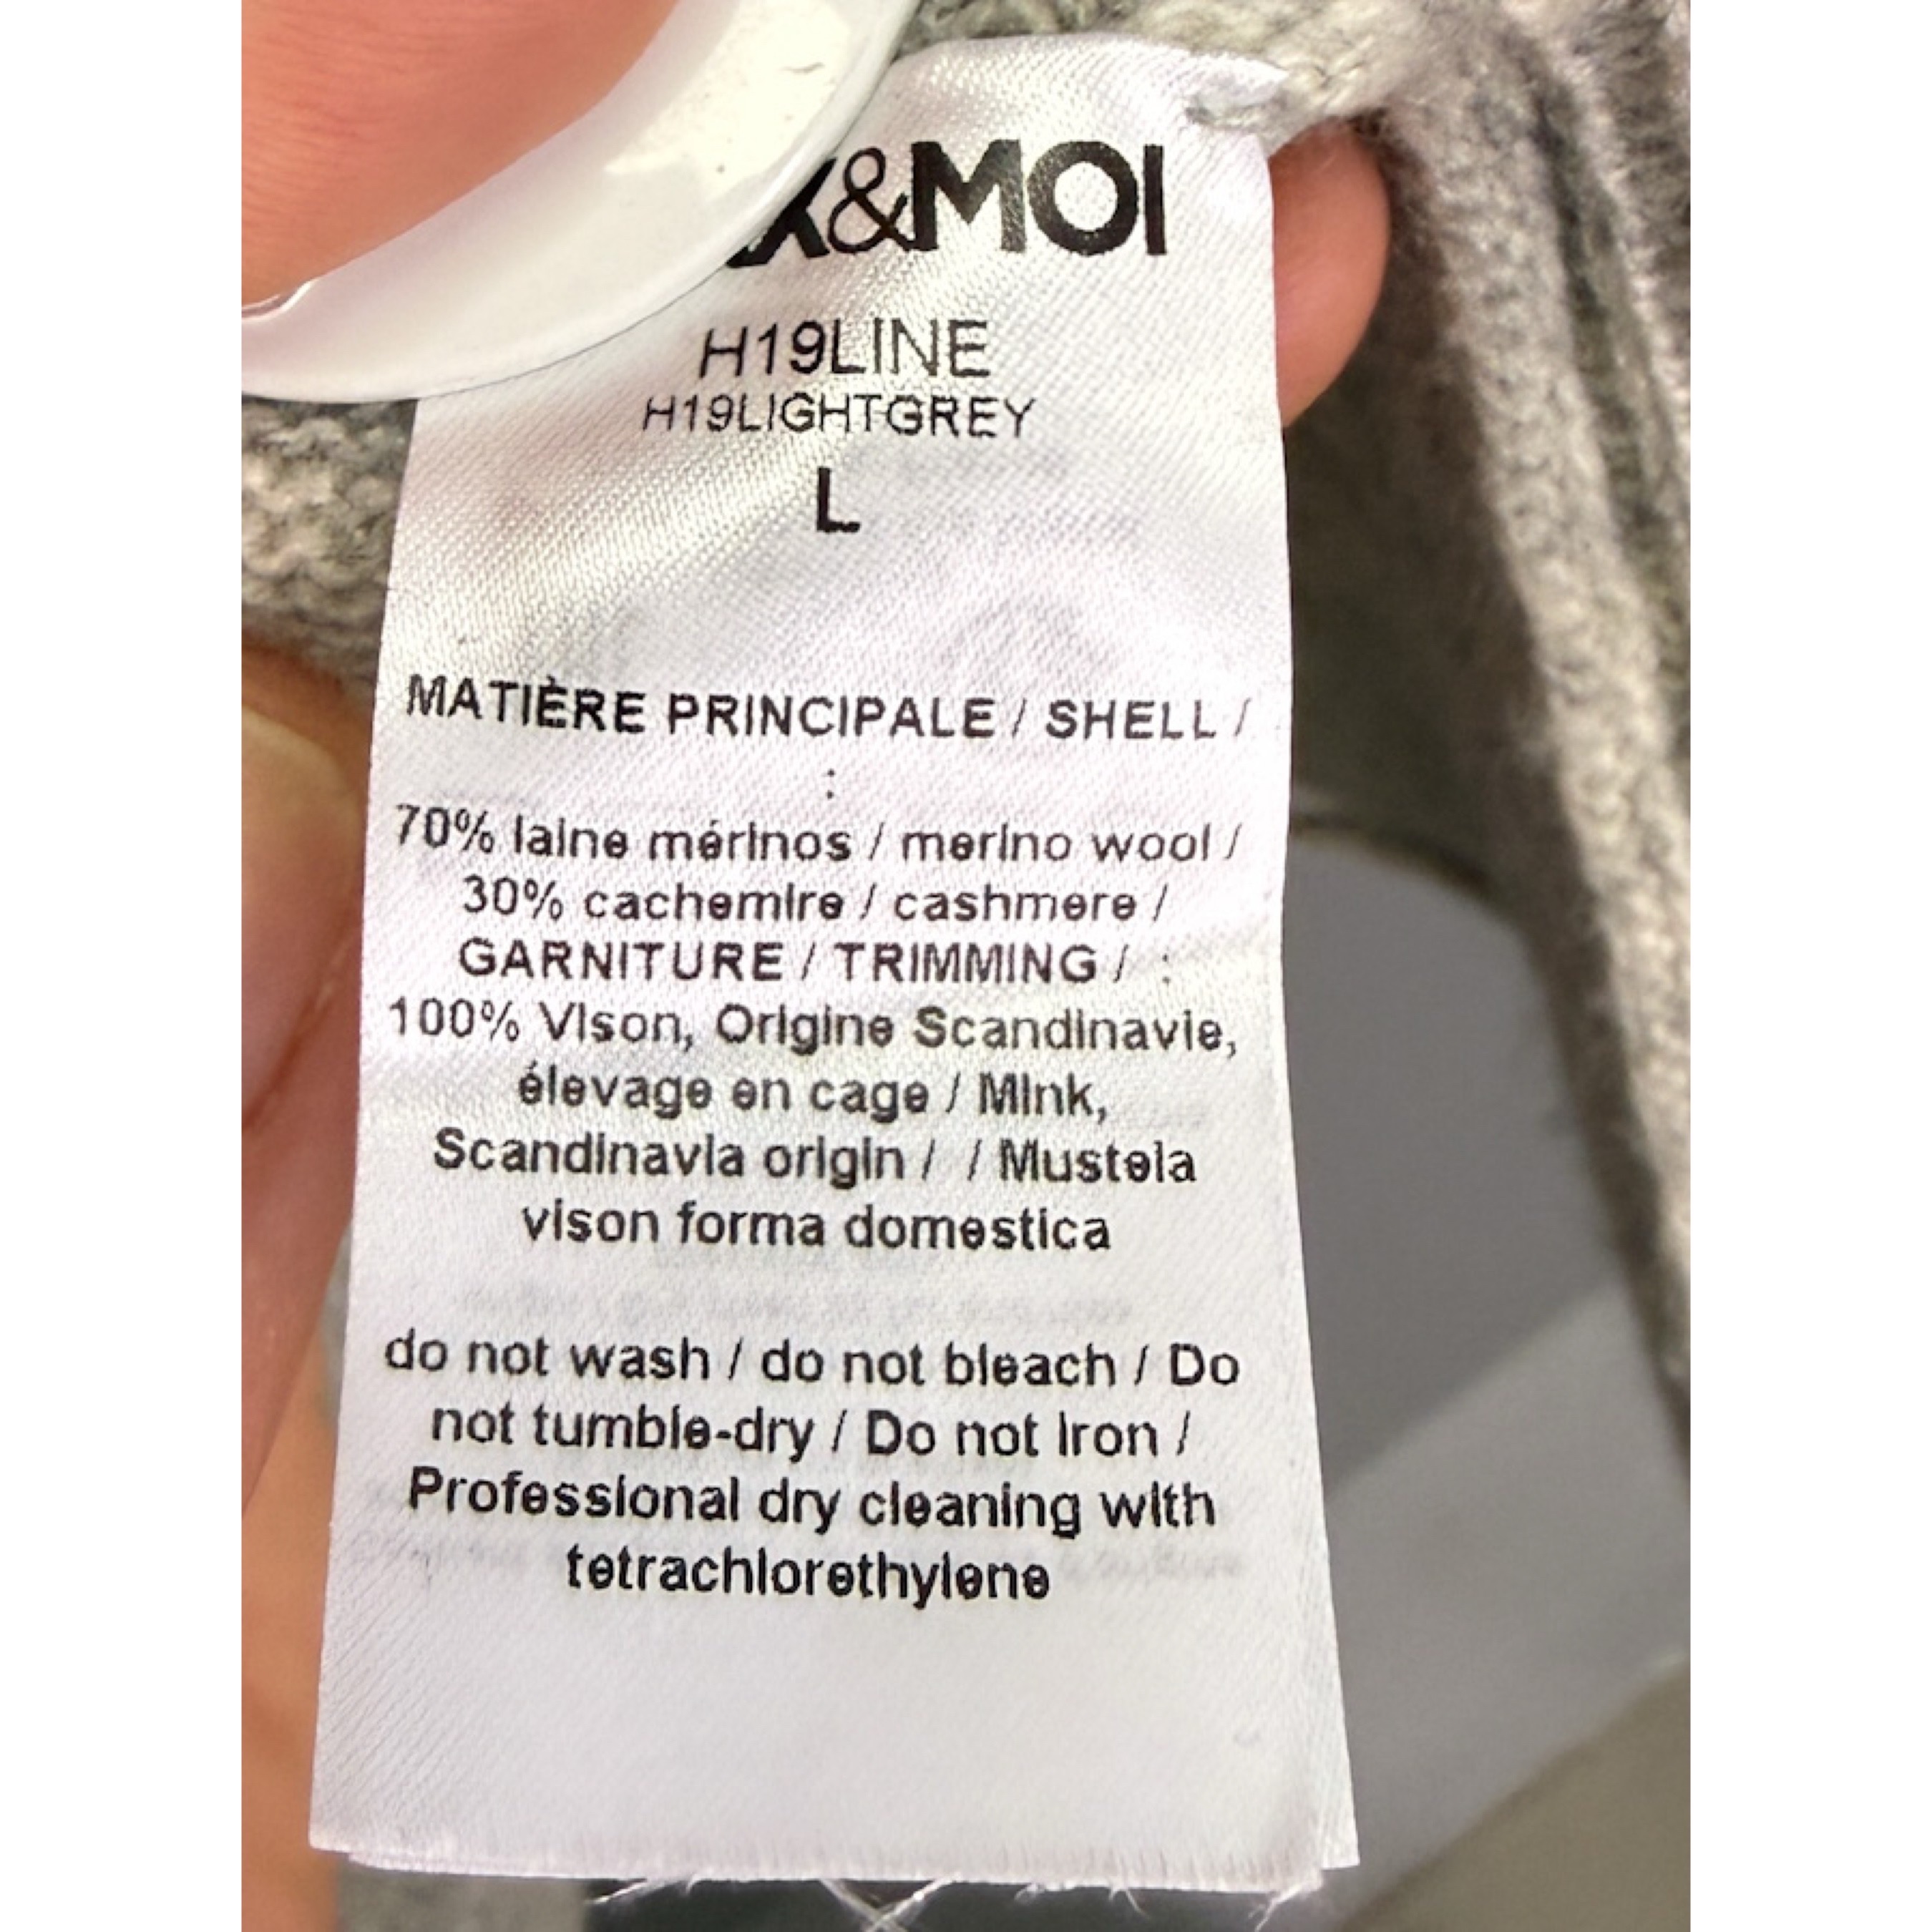 X&MOI
H19LINE
H19LIGHTGREY
L
MATIÈRE PRINCIPALE / SHELL /
:
70% laine mérinos / merino wool /
30% cachemire / cashmere /
GARNITURE / TRIMMING / :
100% Vison, Origine Scandinavie,
élevage en cage / Mink,
Scandinavia origin / / Mustela
vison forma domestica
do not wash / do not bleach / Do
not tumble-dry / Do not iron /
Professional dry cleaning with
tetrachlorethylene